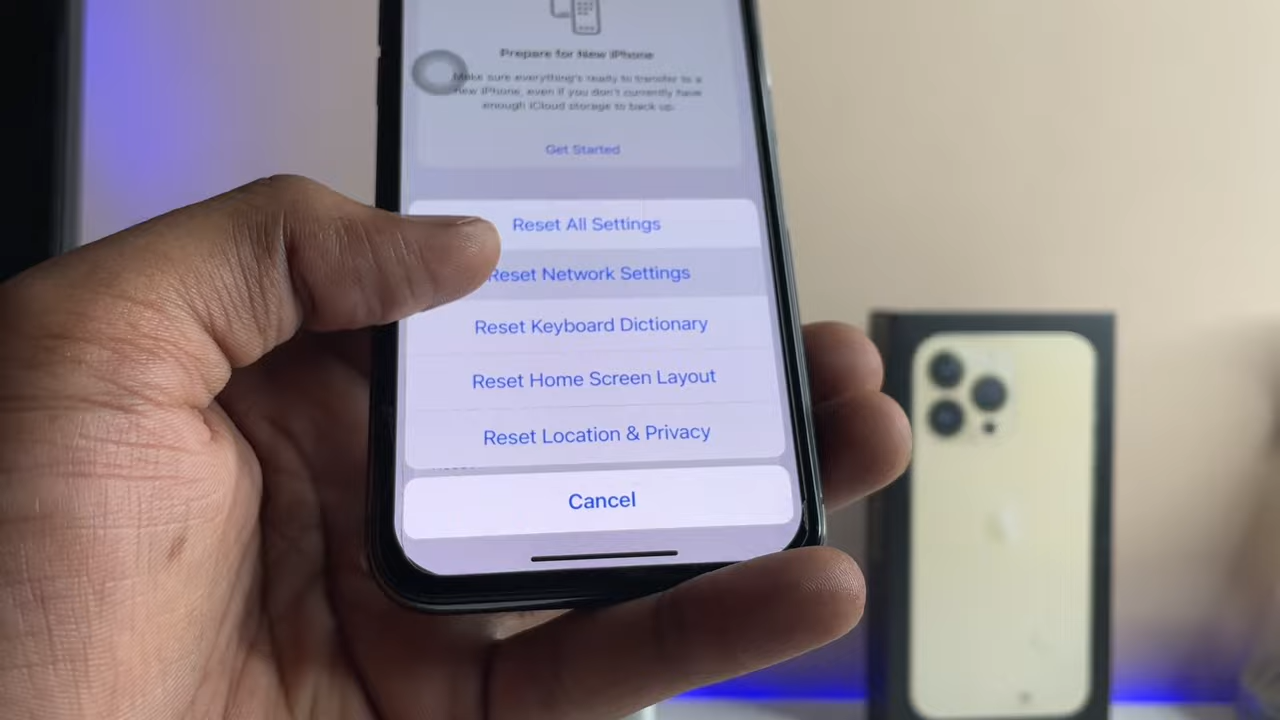 Prepare for New iPhone
Make sure everything's ready to transfer to a
new iPhone, even if you don't currently have
enough iCloud storage to back up.
Get Started
Reset All Settings
Reset Network Settings
Reset Keyboard Dictionary
Reset Home Screen Layout
Reset Location & Privacy
Cancel